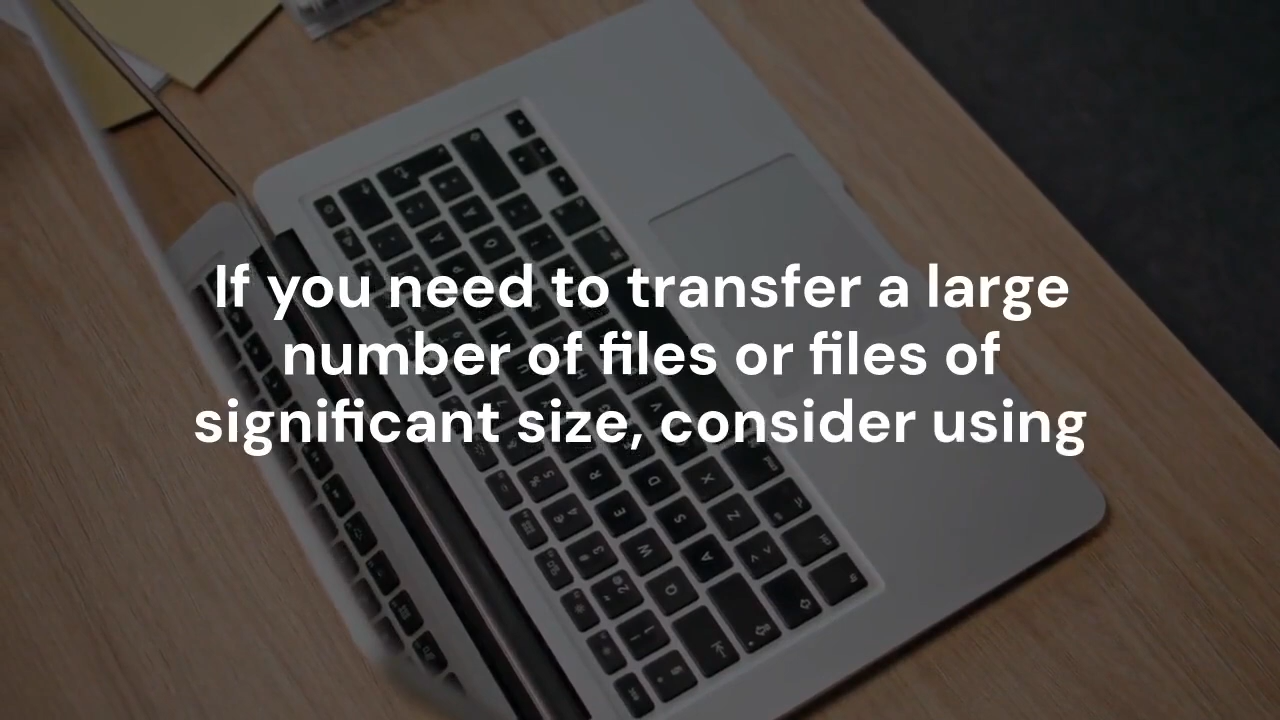 If you need to transfer a large
number of files or files of
significant size, consider using